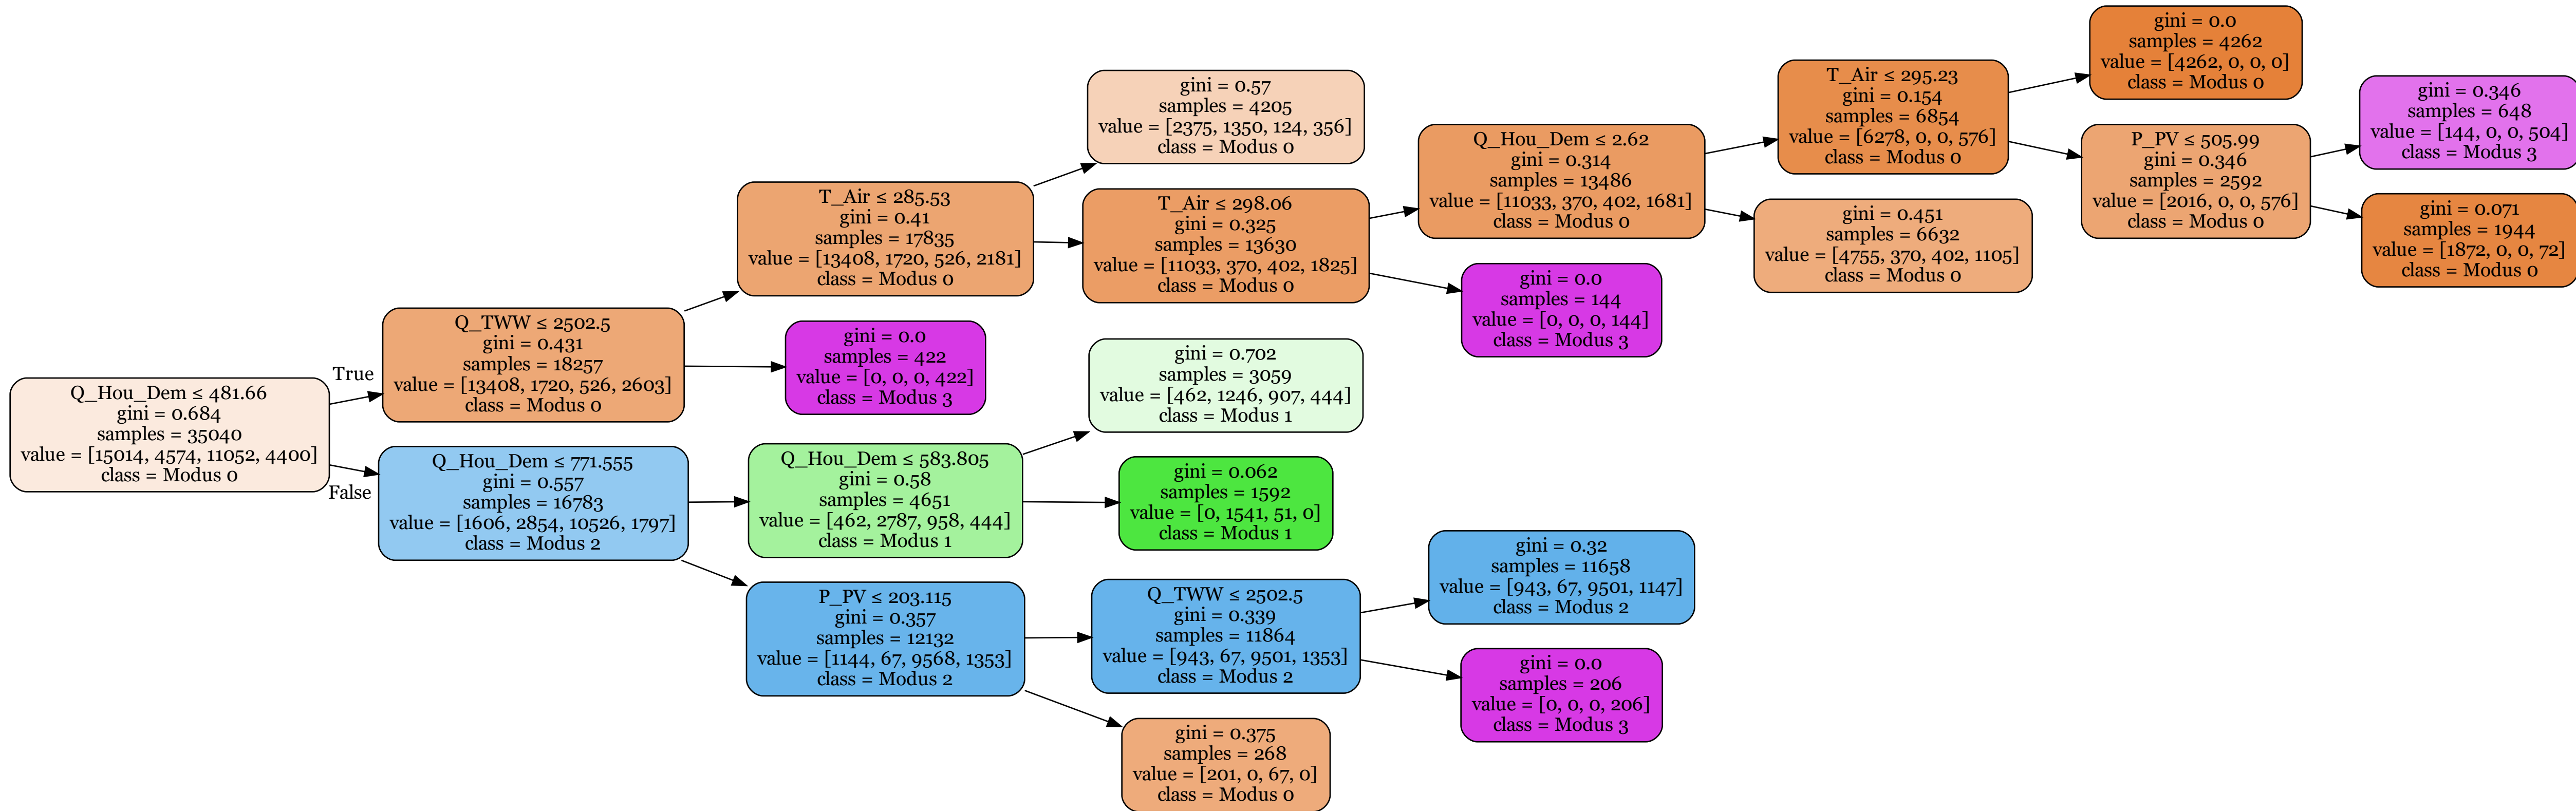 Q_Hou_Dem ≤ 481.66
gini = 0.684
samples = 35040
value = [15014, 4574, 11052, 4400]
class = Modus 0
True
False
Q_TWW ≤ 2502.5
gini = 0.431
samples = 18257
value = [13408, 1720, 526, 2603]
class = Modus 0
Q_Hou_Dem ≤ 771.555
gini = 0.557
samples = 16783
value = [1606, 2854, 10526, 1797]
class = Modus 2
T_Air ≤ 285.53
gini = 0.41
samples = 17835
value = [13408, 1720, 526, 2181]
class = Modus 0
gini = 0.0
samples = 422
value = [0, 0, 0, 422]
class = Modus 3
Q_Hou_Dem ≤ 583.805
gini = 0.58
samples = 4651
value = [462, 2787, 958, 444]
class = Modus 1
P_PV ≤ 203.115
gini = 0.357
samples = 12132
value = [1144, 67, 9568, 1353]
class = Modus 2
gini = 0.57
samples = 4205
value = [2375, 1350, 124, 356]
class = Modus 0
T_Air ≤ 298.06
gini = 0.325
samples = 13630
value = [11033, 370, 402, 1825]
class = Modus 0
gini = 0.702
samples = 3059
value = [462, 1246, 907, 444]
class = Modus 1
gini = 0.062
samples = 1592
value = [0, 1541, 51, 0]
class = Modus 1
Q_TWW ≤ 2502.5
gini = 0.339
samples = 11864
value = [943, 67, 9501, 1353]
class = Modus 2
gini = 0.375
samples = 268
value = [201, 0, 67, 0]
class = Modus 0
Q_Hou_Dem ≤ 2.62
gini = 0.314
samples = 13486
value = [11033, 370, 402, 1681]
class = Modus 0
gini = 0.0
samples = 144
value = [0, 0, 0, 144]
class = Modus 3
gini = 0.32
samples = 11658
value = [943, 67, 9501, 1147]
class = Modus 2
gini = 0.0
samples = 206
value = [0, 0, 0, 206]
class = Modus 3
T_Air ≤ 295.23
gini = 0.154
samples = 6854
value = [6278, 0, 0, 576]
class = Modus 0
gini = 0.451
samples = 6632
value = [4755, 370, 402, 1105]
class = Modus 0
gini = 0.0
samples = 4262
value = [4262, 0, 0, 0]
class = Modus 0
P_PV ≤ 505.99
gini = 0.346
samples = 2592
value = [2016, 0, 0, 576]
class = Modus 0
gini = 0.346
samples = 648
value = [144, 0, 0, 504]
class = Modus 3
gini = 0.071
samples = 1944
value = [1872, 0, 0, 72]
class = Modus 0